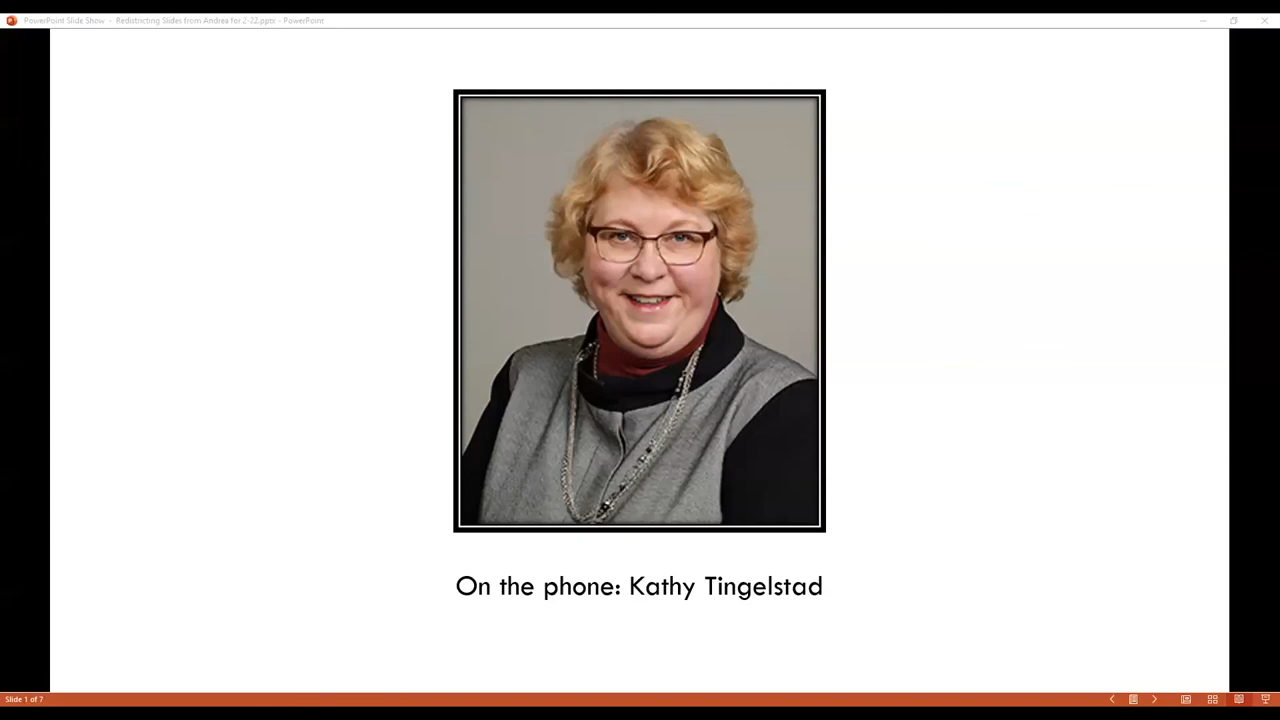 PowerPoint Slide Show - Redistricting Slides from Andrea for 2-22.pptx - PowerPoint
On the phone: Kathy Tingelstad
Slide 1 of 7